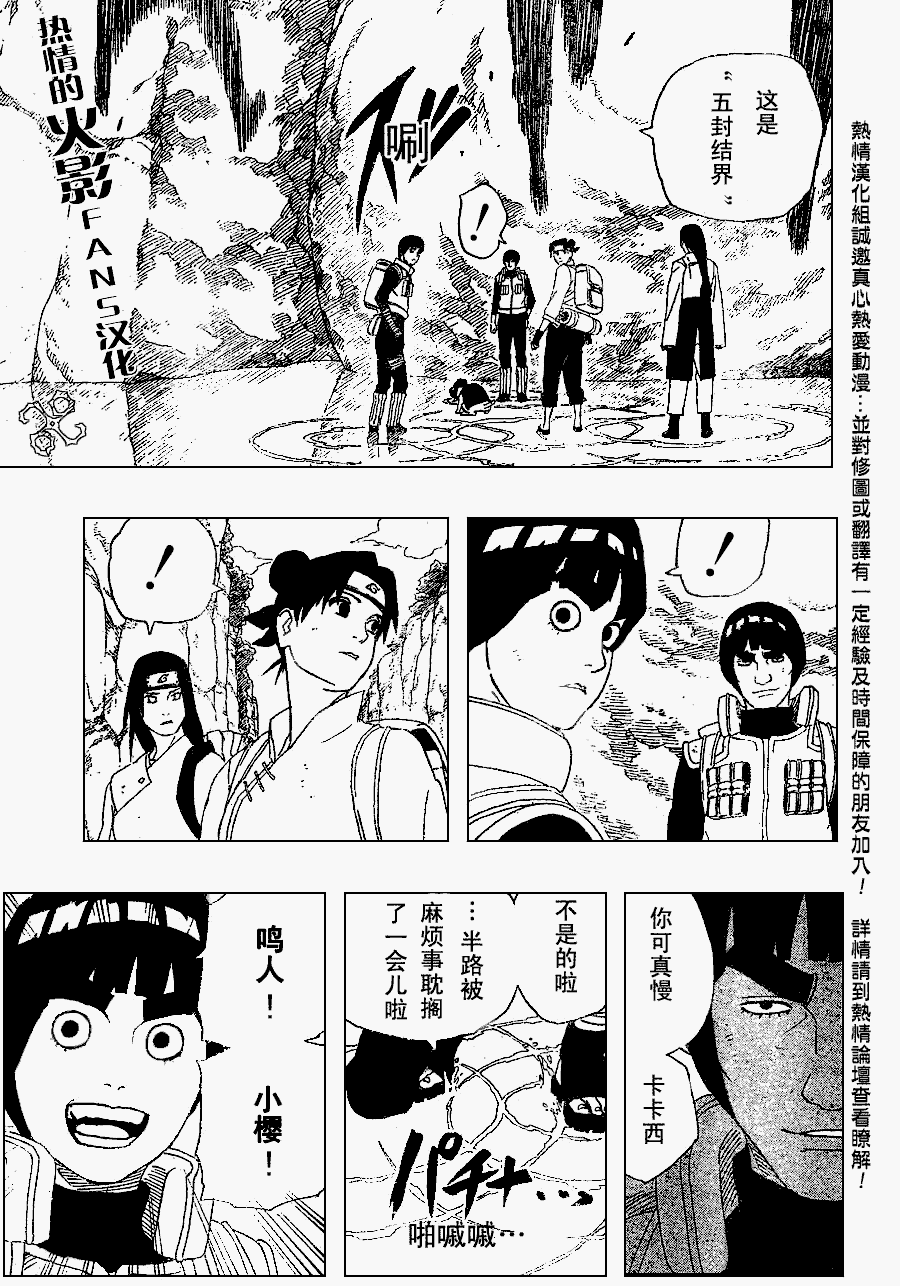 这是
“五封结界”
！
唰
ズッ
热情的火影FANS汉化
！
！
你可真慢
卡卡西
不是的啦
…半路被
麻烦事耽搁
了一会儿啦
パチャ…
啪嘁嘁…
鸣人！
小樱！
熱情漢化組誠邀真心熱愛動漫…並對修圖或翻譯有一定經驗及時間保障的朋友加入！ 詳情請到熱情論壇查看瞭解！